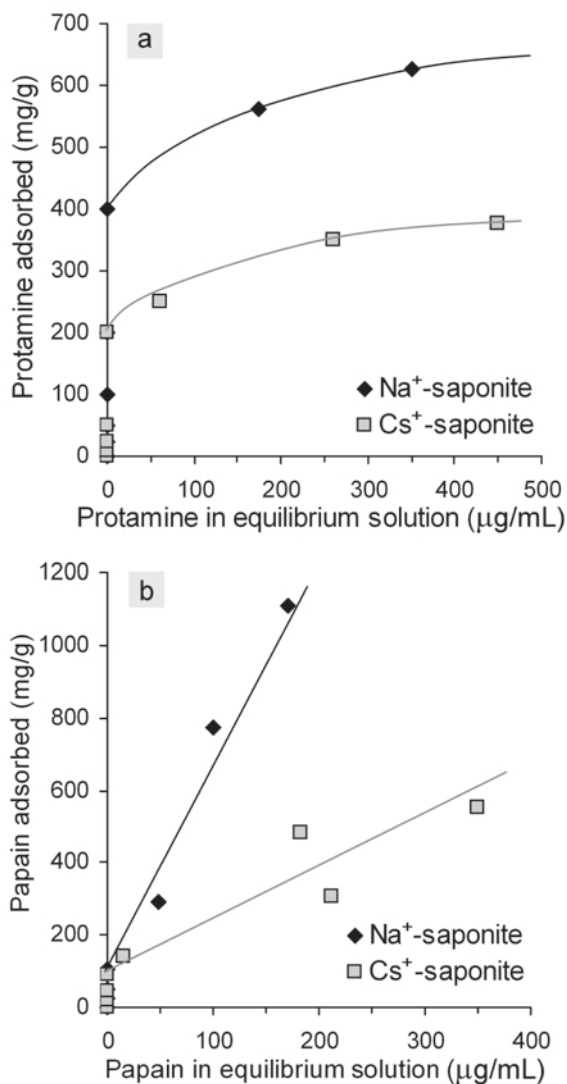 a
700
600
500
400
300
200
100
0
Protamine adsorbed (mg/g)
Na⁺-saponite
Cs⁺-saponite
0 100 200 300 400 500
Protamine in equilibrium solution (µg/mL)
b
1200
1000
800
600
400
200
0
Papain adsorbed (mg/g)
Na⁺-saponite
Cs⁺-saponite
0 100 200 300 400
Papain in equilibrium solution (µg/mL)